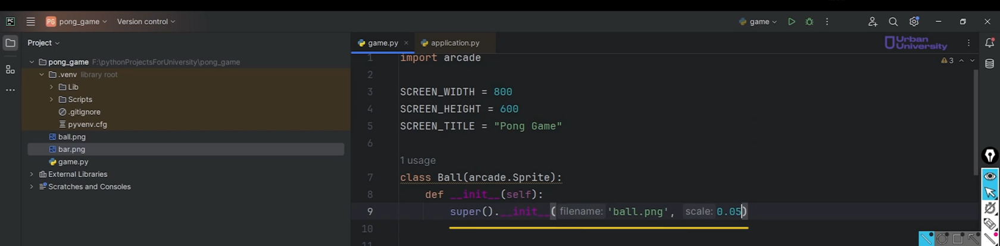 PC
PG pong_game
Version control
game
Project
game.py
application.py
Urban
University
pong_game F:\pythonProjectsForUniversity\pong_game
.venv library root
Lib
Scripts
.gitignore
pyvenv.cfg
ball.png
bar.png
game.py
External Libraries
Scratches and Consoles
3
1 import arcade
2
3 SCREEN_WIDTH = 800
4 SCREEN_HEIGHT = 600
5 SCREEN_TITLE = "Pong Game"
6
1 usage
7 class Ball(arcade.Sprite):
8 def __init__(self):
9 super().__init__( filename: 'ball.png', scale: 0.05)
10